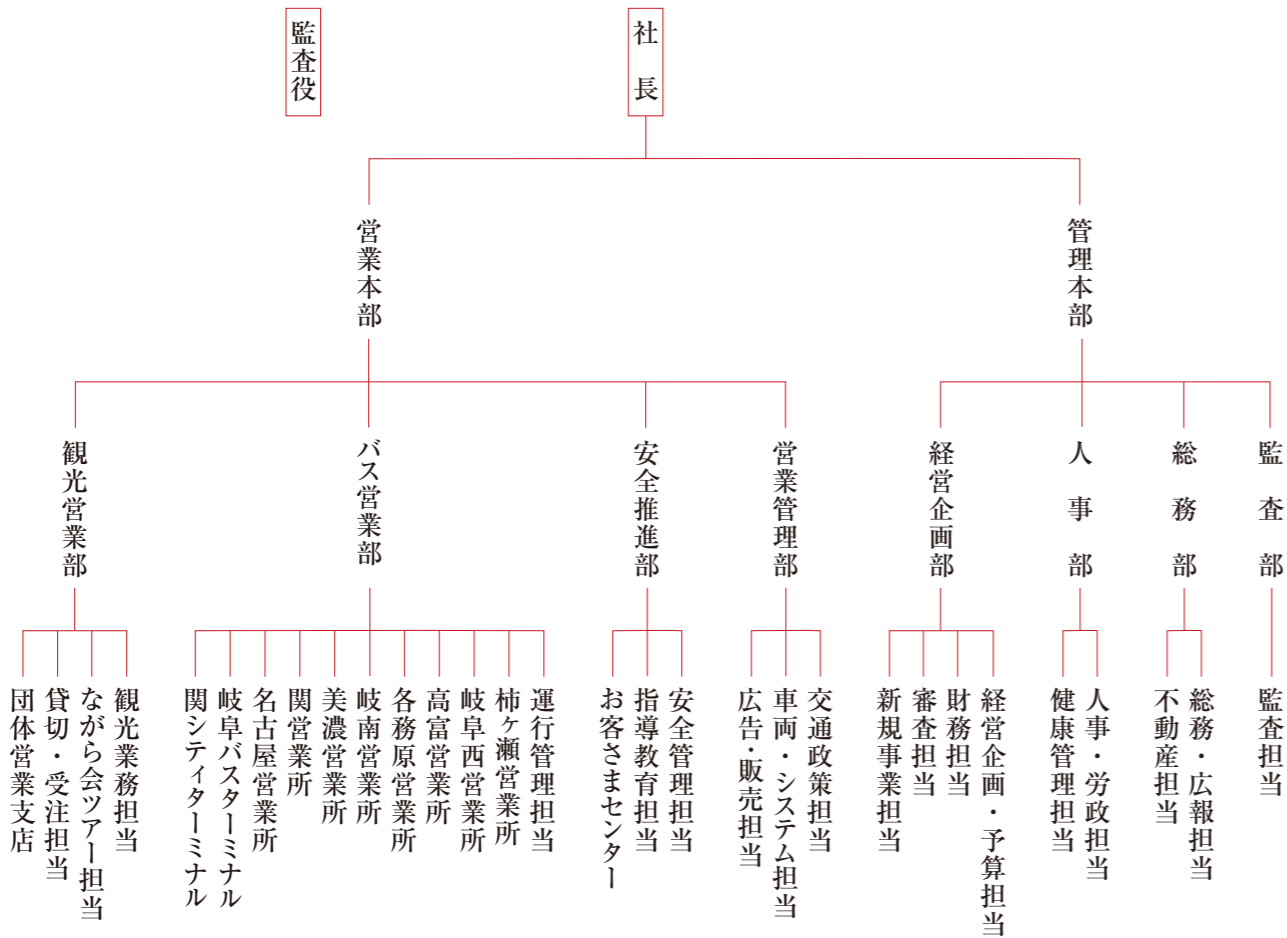 社長
監査役
管理本部
営業本部
監査部
総務部
人事部
経営企画部
営業管理部
安全推進部
バス営業部
観光営業部
監査担当
総務・広報担当
不動産担当
人事・労政担当
健康管理担当
経営企画・予算担当
財務担当
審査担当
新規事業担当
交通政策担当
車両・システム担当
広告・販売担当
安全管理担当
指導教育担当
お客さまセンター
運行管理担当
柿ヶ瀬営業所
岐阜西営業所
高富営業所
各務原営業所
岐南営業所
美濃営業所
関営業所
名古屋営業所
岐阜バスターミナル
関シティターミナル
観光業務担当
ながら会ツアー担当
貸切・受注担当
団体営業支店